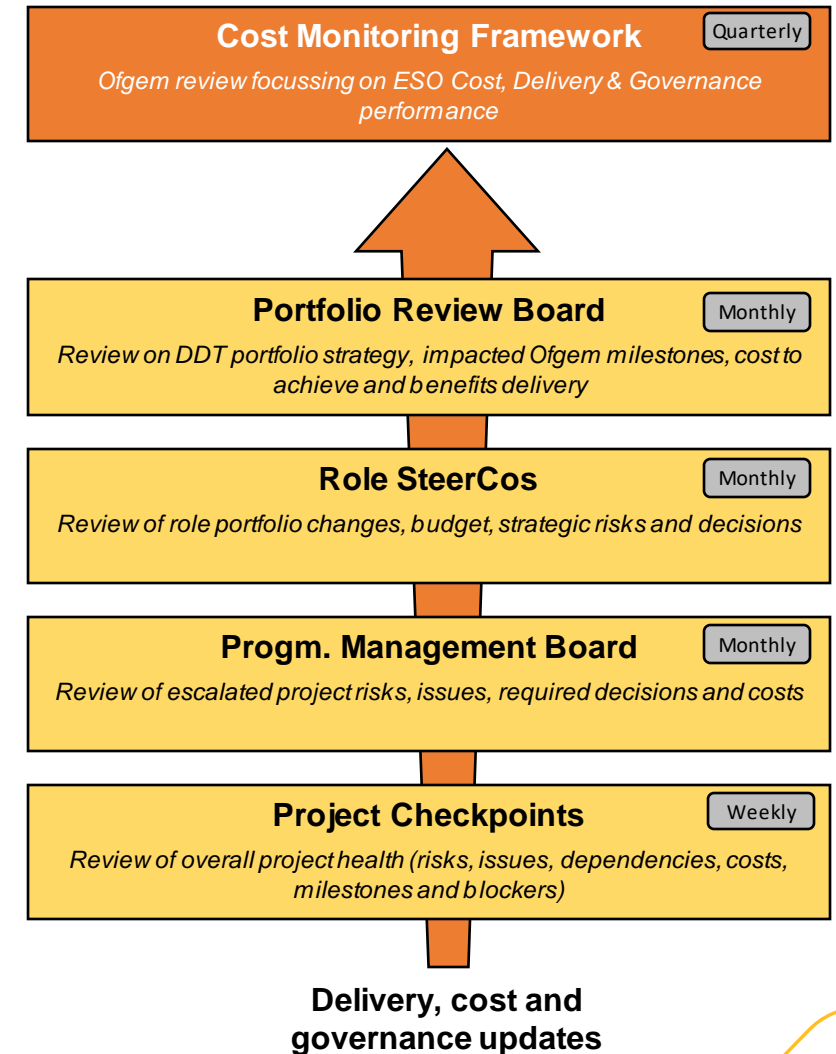 Cost Monitoring Framework
Quarterly
Ofgem review focussing on ESO Cost, Delivery & Governance
performance
Portfolio Review Board
Monthly
Review on DDT portfolio strategy, impacted Ofgem milestones, cost to
achieve and benefits delivery
Role SteerCos
Monthly
Review of role portfolio changes, budget, strategic risks and decisions
Progm. Management Board
Monthly
Review of escalated project risks, issues, required decisions and costs
Project Checkpoints
Weekly
Review of overall project health (risks, issues, dependencies, costs,
milestones and blockers)
Delivery, cost and
governance updates